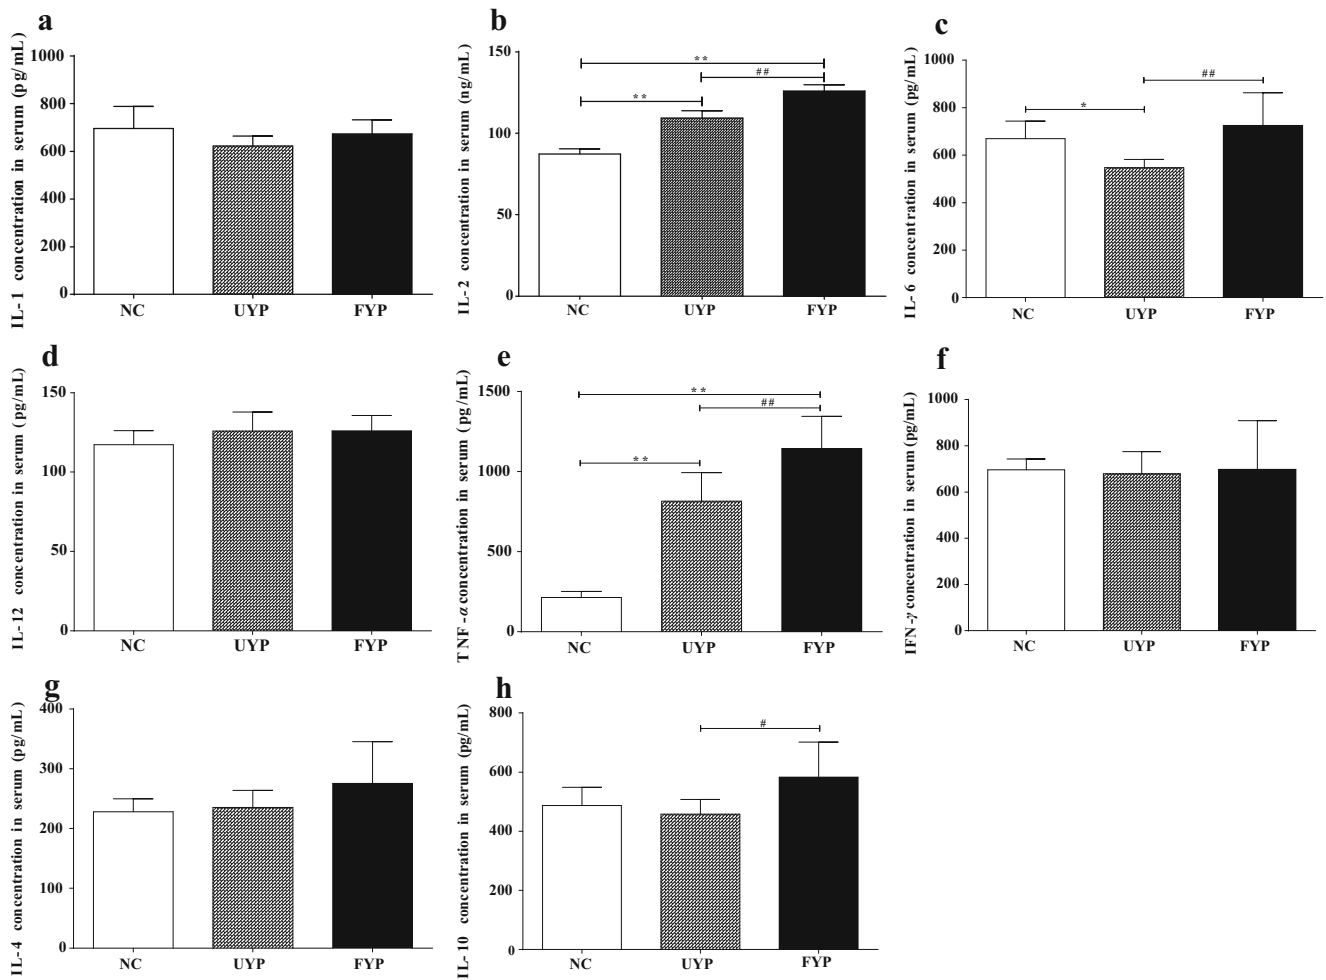 a
IL-1 concentration in serum (pg/mL)
1000
800
600
400
200
0
NC UYP FYP
b
IL-2 concentration in serum (ng/mL)
150
100
50
0
**
##
**
NC UYP FYP
c
IL-6 concentration in serum (pg/mL)
1000
800
600
400
200
0
##
*
NC UYP FYP
d
IL-12 concentration in serum (pg/mL)
150
100
50
0
NC UYP FYP
e
TNF-α concentration in serum (pg/mL)
1500
1000
500
0
**
##
**
NC UYP FYP
f
IFN-γ concentration in serum (pg/mL)
1000
800
600
400
200
0
NC UYP FYP
g
IL-4 concentration in serum (pg/mL)
400
300
200
100
0
NC UYP FYP
h
IL-10 concentration in serum (pg/mL)
800
600
400
200
0
#
NC UYP FYP